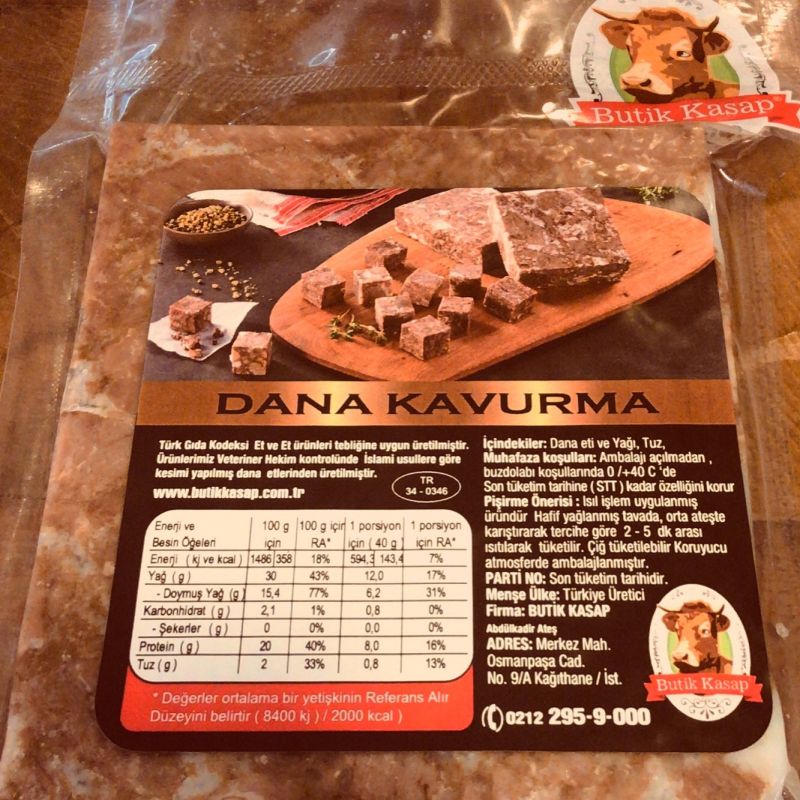 Butik Kasap®
DANA KAVURMA
Türk Gıda Kodeksi Et ve Et ürünleri tebliğine uygun üretilmiştir.
Ürünlerimiz Veteriner Hekim kontrolünde İslami usullere göre
kesimi yapılmış dana etlerinden üretilmiştir.
www.butikkasap.com.tr
TR
34 - 0346
Enerji ve Besin Öğeleri | 100 g için | 100 g için RA* | 1 porsiyon için ( 40 g ) | 1 porsiyon için RA*
Enerji ( kj ve kcal ) 1486 358 18% 594,3 143,4 7%
Yağ ( g ) 30 43% 12,0 17%
- Doymuş Yağ (g) 15,4 77% 6,2 31%
Karbonhidrat ( g ) 2,1 1% 0,8 0%
- Şekerler ( g ) 0 0% 0,0 0%
Protein ( g ) 20 40% 8,0 16%
Tuz ( g ) 2 33% 0,8 13%
* Değerler ortalama bir yetişkinin Referans Alır
Düzeyini belirtir ( 8400 kj ) / 2000 kcal )
İçindekiler: Dana eti ve Yağı, Tuz,
Muhafaza koşulları: Ambalajı açılmadan ,
buzdolabı koşullarında 0 /+40 C 'de
Son tüketim tarihine ( STT ) kadar özelliğini korur
Pişirme Önerisi : Isıl işlem uygulanmış
üründür Hafif yağlanmış tavada, orta ateşte
karıştırarak tercihe göre 2 - 5 dk arası
ısıtılarak tüketilir. Çiğ tüketilebilir Koruyucu
atmosferde ambalajlanmıştır.
PARTİ NO: Son tüketim tarihidir.
Menşe Ülke: Türkiye Üretici
Firma: BUTİK KASAP
Abdülkadir Ateş
ADRES: Merkez Mah.
Osmanpaşa Cad.
No. 9/A Kağıthane / İst.
0212 295-9-000
Butik Kasap